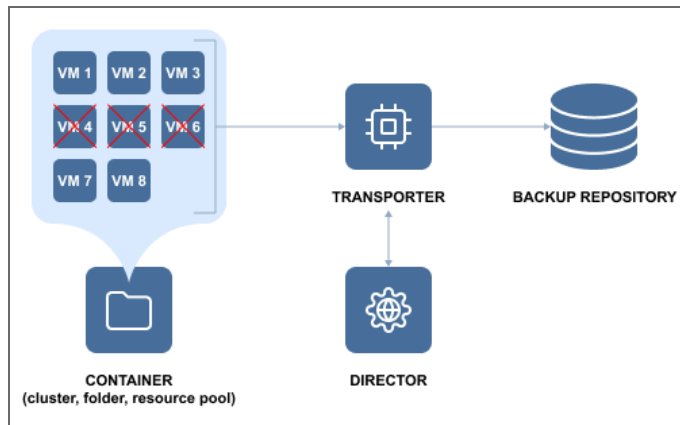 VM 1
VM 2
VM 3
VM 4
VM 5
VM 6
VM 7
VM 8
TRANSPORTER
BACKUP REPOSITORY
CONTAINER
(cluster, folder, resource pool)
DIRECTOR